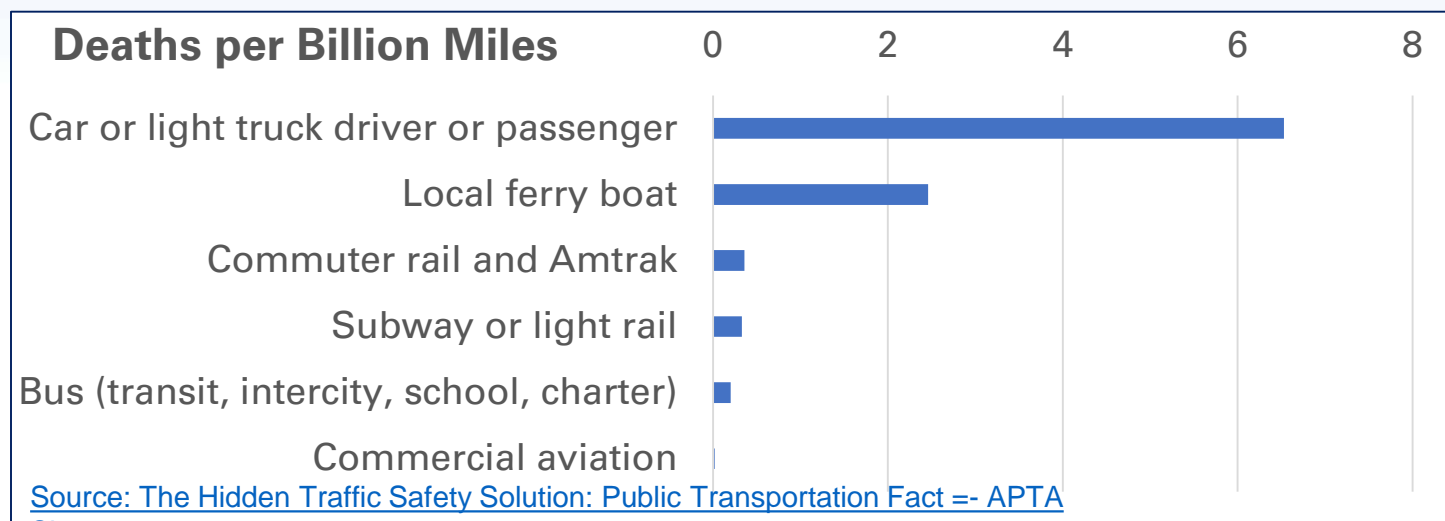 Deaths per Billion Miles
0 2 4 6 8
Car or light truck driver or passenger
Local ferry boat
Commuter rail and Amtrak
Subway or light rail
Bus (transit, intercity, school, charter)
Commercial aviation
Source: The Hidden Traffic Safety Solution: Public Transportation Fact =- APTA